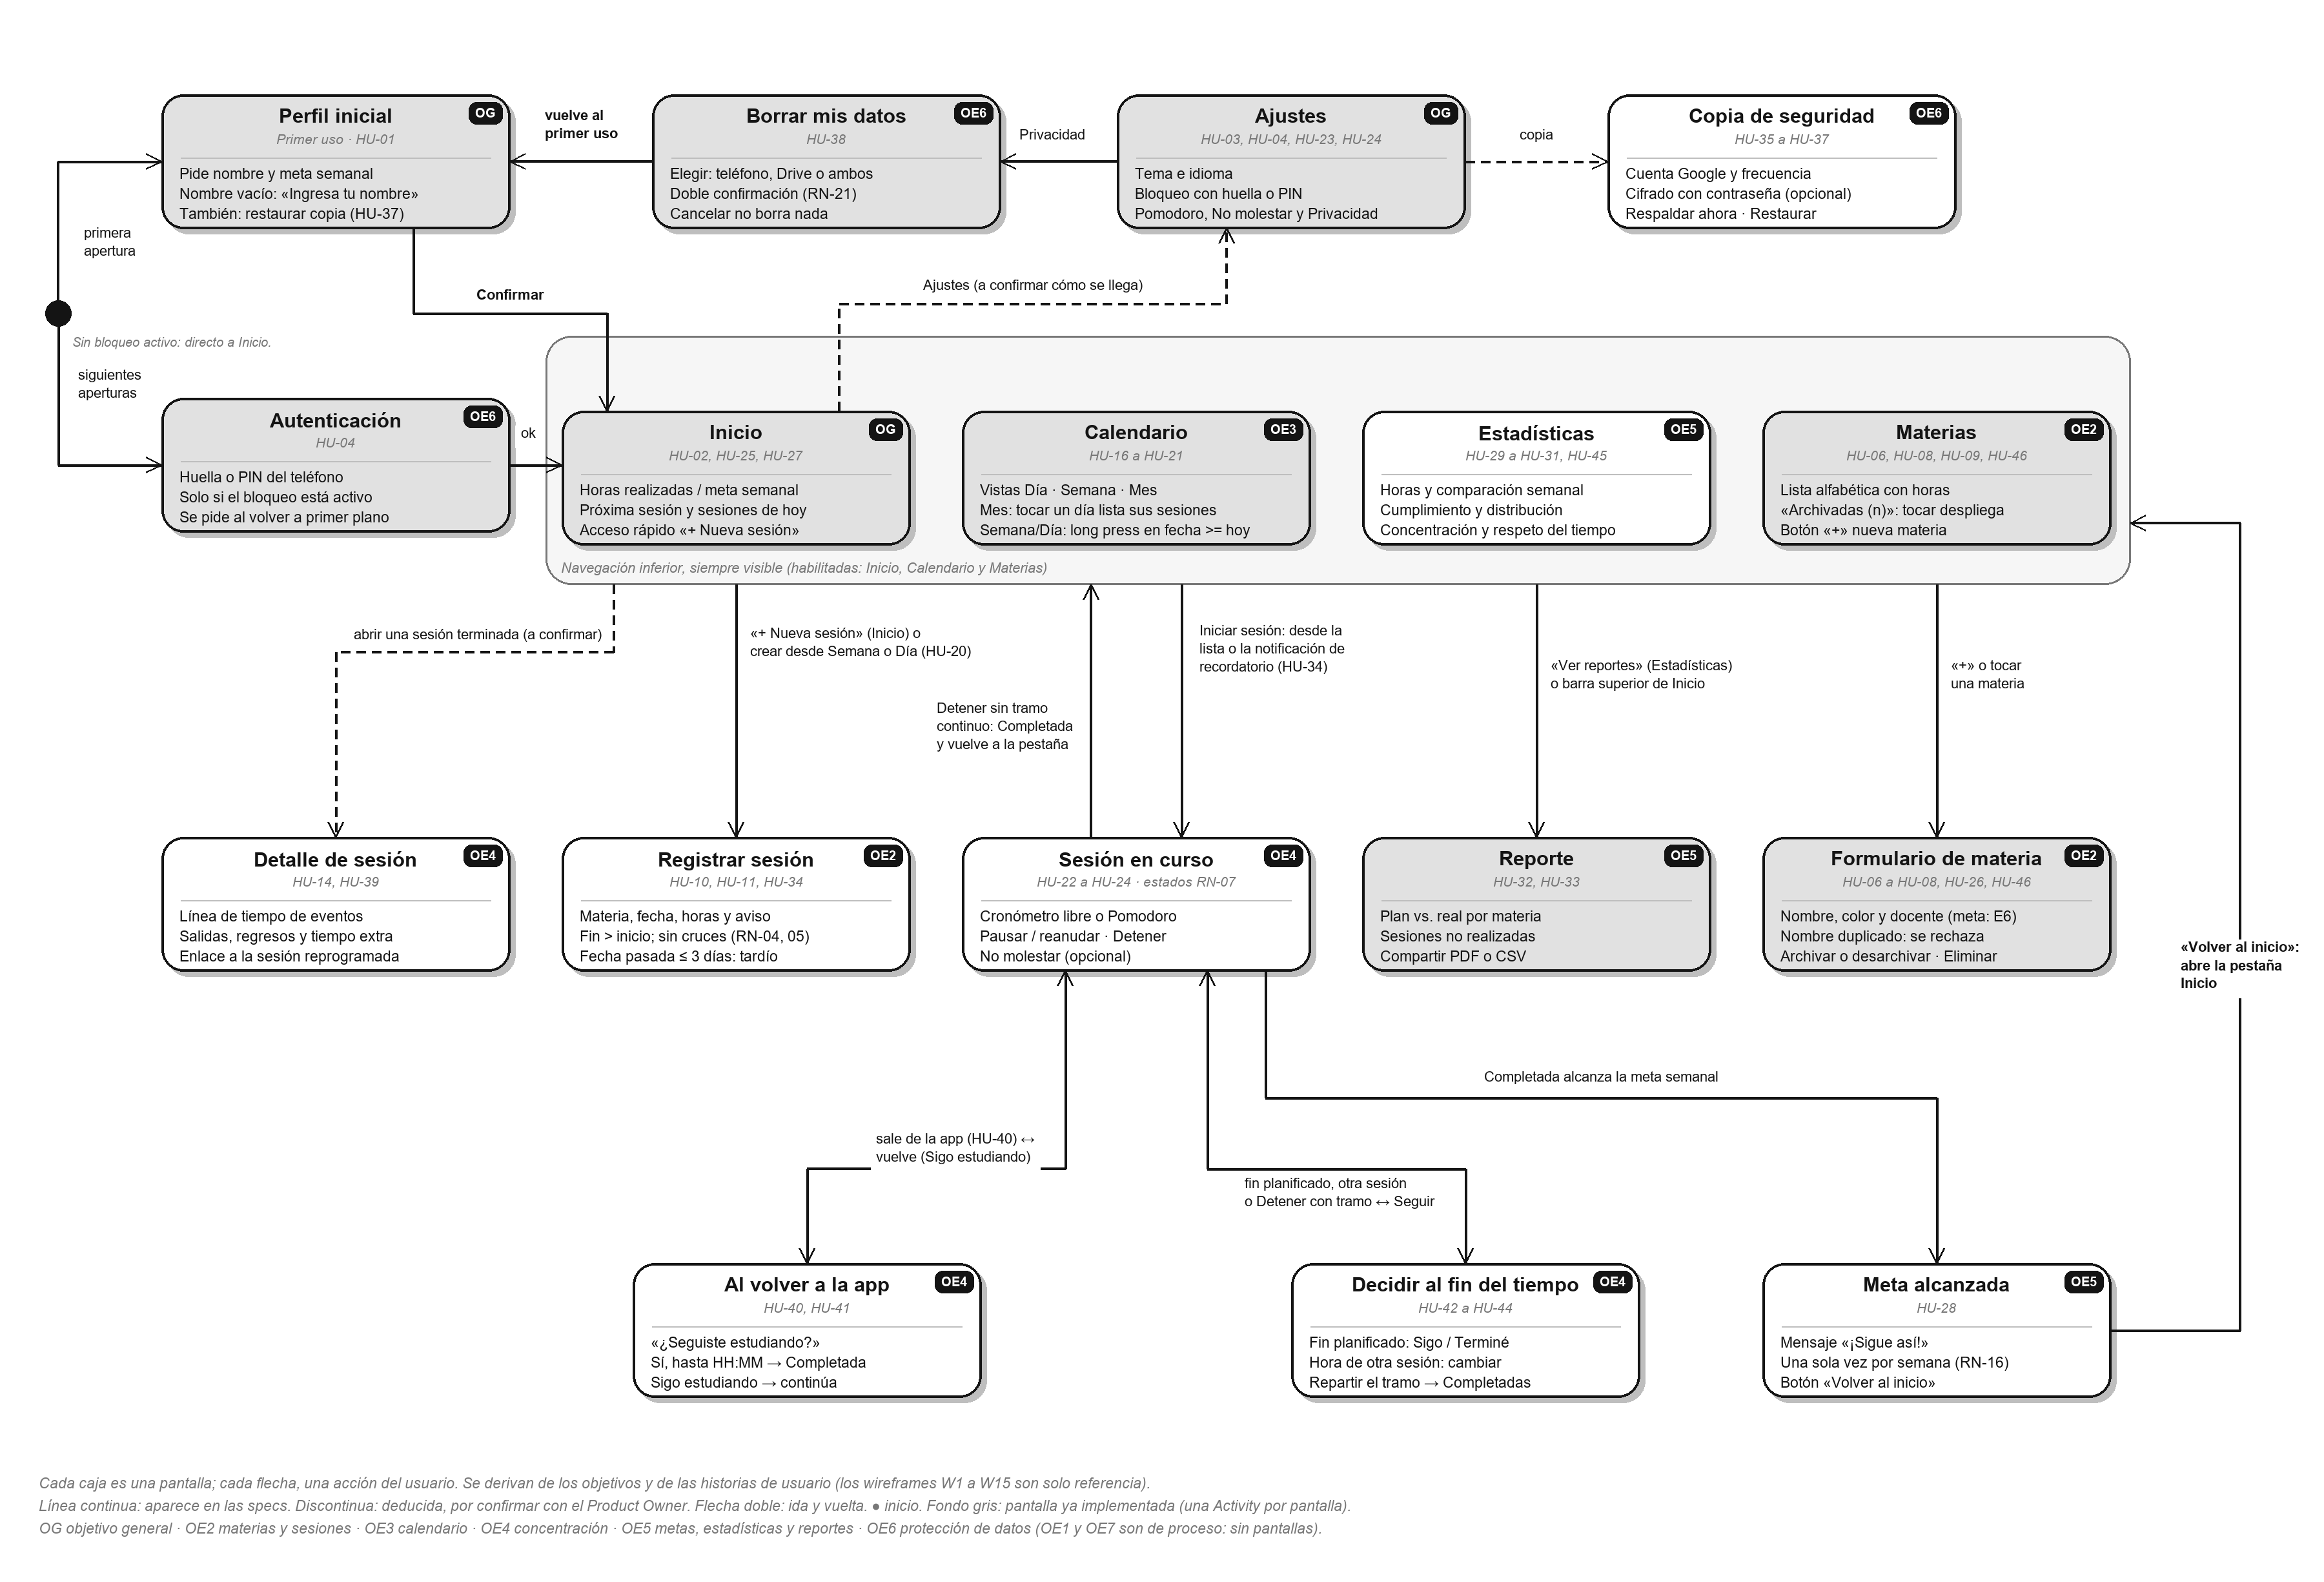 Perfil inicial
OG
Primer uso · HU-01
Pide nombre y meta semanal
Nombre vacío: «Ingresa tu nombre»
También: restaurar copia (HU-37)
vuelve al
primer uso
Borrar mis datos
OE6
HU-38
Elegir: teléfono, Drive o ambos
Doble confirmación (RN-21)
Cancelar no borra nada
Privacidad
Ajustes
OG
HU-03, HU-04, HU-23, HU-24
Tema e idioma
Bloqueo con huella o PIN
Pomodoro, No molestar y Privacidad
copia
Copia de seguridad
OE6
HU-35 a HU-37
Cuenta Google y frecuencia
Cifrado con contraseña (opcional)
Respaldar ahora · Restaurar
primera
apertura
Confirmar
Ajustes (a confirmar cómo se llega)
Sin bloqueo activo: directo a Inicio.
siguientes
aperturas
Autenticación
OE6
HU-04
Huella o PIN del teléfono
Solo si el bloqueo está activo
Se pide al volver a primer plano
ok
Inicio
OG
HU-02, HU-25, HU-27
Horas realizadas / meta semanal
Próxima sesión y sesiones de hoy
Acceso rápido «+ Nueva sesión»
Calendario
OE3
HU-16 a HU-21
Vistas Día · Semana · Mes
Mes: tocar un día lista sus sesiones
Semana/Día: long press en fecha >= hoy
Estadísticas
OE5
HU-29 a HU-31, HU-45
Horas y comparación semanal
Cumplimiento y distribución
Concentración y respeto del tiempo
Materias
OE2
HU-06, HU-08, HU-09, HU-46
Lista alfabética con horas
«Archivadas (n)»: tocar despliega
Botón «+» nueva materia
Navegación inferior, siempre visible (habilitadas: Inicio, Calendario y Materias)
abrir una sesión terminada (a confirmar)
«+ Nueva sesión» (Inicio) o
crear desde Semana o Día (HU-20)
Detener sin tramo
continuo: Completada
y vuelve a la pestaña
Iniciar sesión: desde la
lista o la notificación de
recordatorio (HU-34)
«Ver reportes» (Estadísticas)
o barra superior de Inicio
«+» o tocar
una materia
Detalle de sesión
OE4
HU-14, HU-39
Línea de tiempo de eventos
Salidas, regresos y tiempo extra
Enlace a la sesión reprogramada
Registrar sesión
OE2
HU-10, HU-11, HU-34
Materia, fecha, horas y aviso
Fin > inicio; sin cruces (RN-04, 05)
Fecha pasada ≤ 3 días: tardío
Sesión en curso
OE4
HU-22 a HU-24 · estados RN-07
Cronómetro libre o Pomodoro
Pausar / reanudar · Detener
No molestar (opcional)
Reporte
OE5
HU-32, HU-33
Plan vs. real por materia
Sesiones no realizadas
Compartir PDF o CSV
Formulario de materia
OE2
HU-06 a HU-08, HU-26, HU-46
Nombre, color y docente (meta: E6)
Nombre duplicado: se rechaza
Archivar o desarchivar · Eliminar
«Volver al inicio»:
abre la pestaña
Inicio
Completada alcanza la meta semanal
sale de la app (HU-40) ↔
vuelve (Sigo estudiando)
fin planificado, otra sesión
o Detener con tramo ↔ Seguir
Al volver a la app
OE4
HU-40, HU-41
«¿Seguiste estudiando?»
Sí, hasta HH:MM → Completada
Sigo estudiando → continúa
Decidir al fin del tiempo
OE4
HU-42 a HU-44
Fin planificado: Sigo / Terminé
Hora de otra sesión: cambiar
Repartir el tramo → Completadas
Meta alcanzada
OE5
HU-28
Mensaje «¡Sigue así!»
Una sola vez por semana (RN-16)
Botón «Volver al inicio»
Cada caja es una pantalla; cada flecha, una acción del usuario. Se derivan de los objetivos y de las historias de usuario (los wireframes W1 a W15 son solo referencia).
Línea continua: aparece en las specs. Discontinua: deducida, por confirmar con el Product Owner. Flecha doble: ida y vuelta. ● inicio. Fondo gris: pantalla ya implementada (una Activity por pantalla).
OG objetivo general · OE2 materias y sesiones · OE3 calendario · OE4 concentración · OE5 metas, estadísticas y reportes · OE6 protección de datos (OE1 y OE7 son de proceso: sin pantallas).